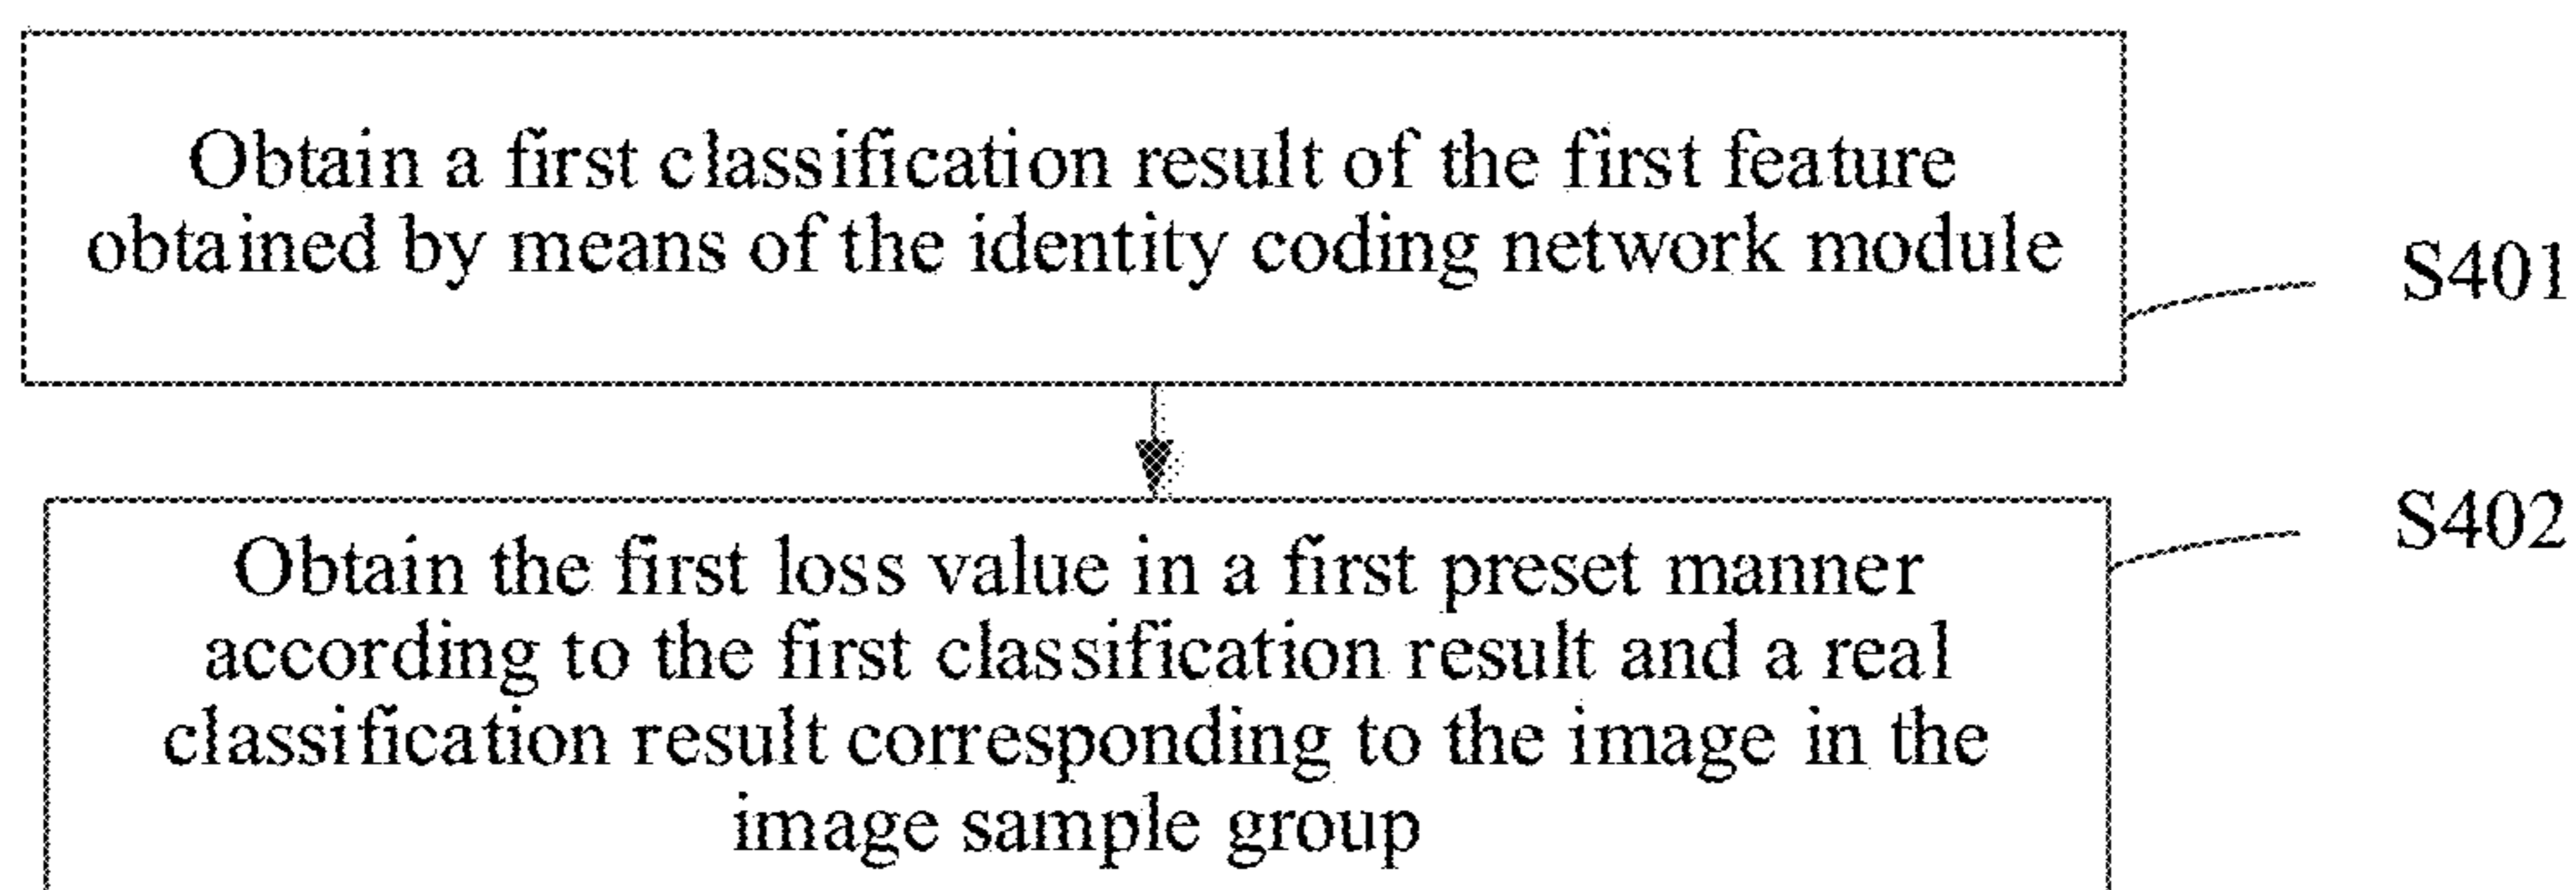 Obtain a first classification result of the first feature
obtained by means of the identity coding network module
S401
S402
Obtain the first loss value in a first preset manner
according to the first classification result and a real
classification result corresponding to the image in the
image sample group